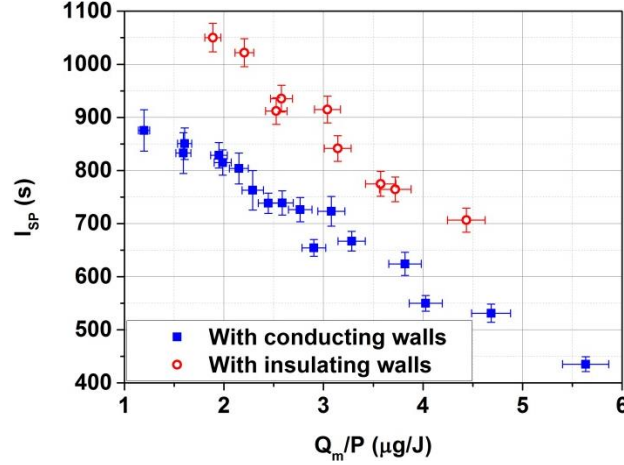 1100
1000
900
800
700
600
500
400
I_SP (s)
With conducting walls
With insulating walls
1 2 3 4 5 6
Q_m/P (µg/J)